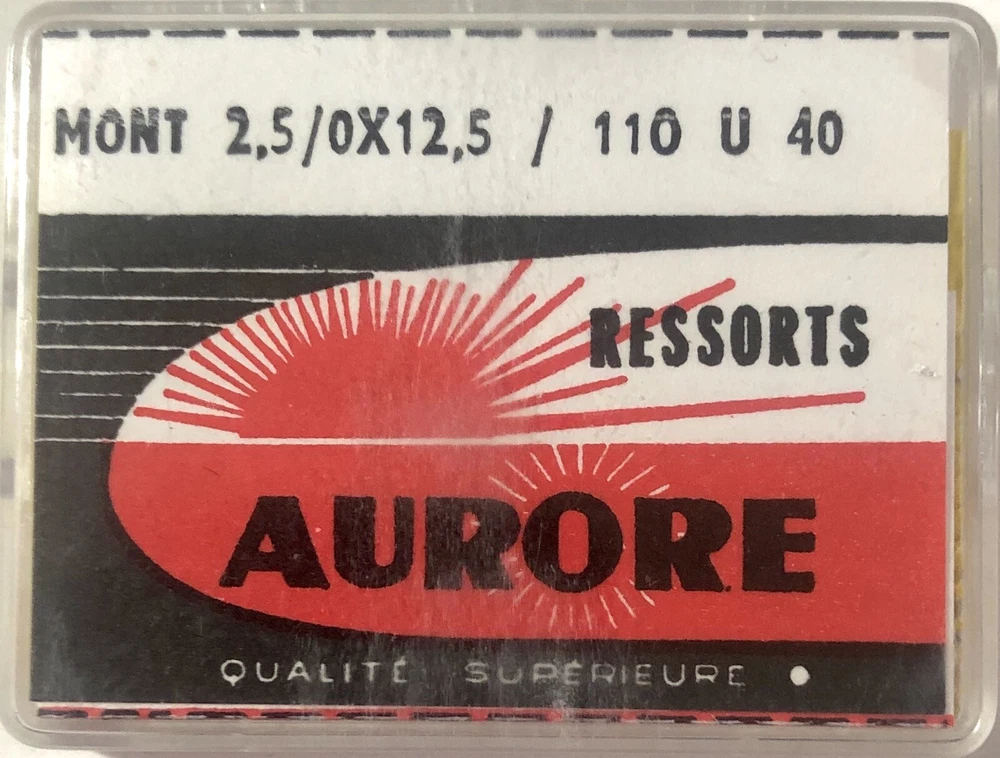 MONT 2,5/0X12,5 / 110 U 40
RESSORTS
AURORE
QUALITÉ SUPÉRIEURE